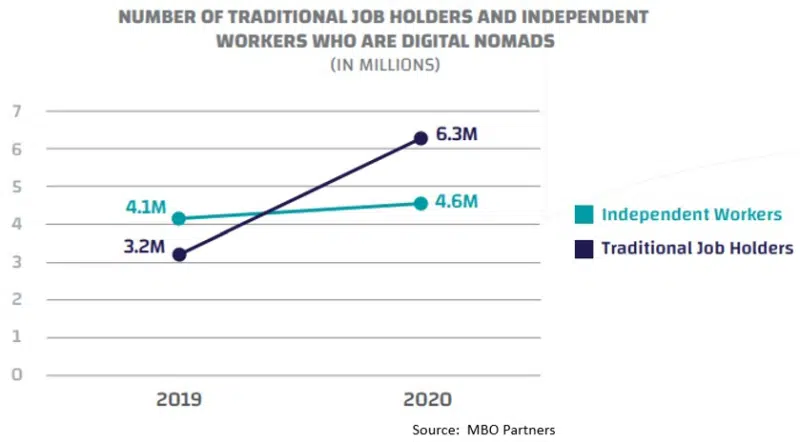 NUMBER OF TRADITIONAL JOB HOLDERS AND INDEPENDENT
WORKERS WHO ARE DIGITAL NOMADS
(IN MILLIONS)
7
6
5
4
3
2
1
0
6.3M
4.1M
4.6M
3.2M
Independent Workers
Traditional Job Holders
2019
2020
Source: MBO Partners